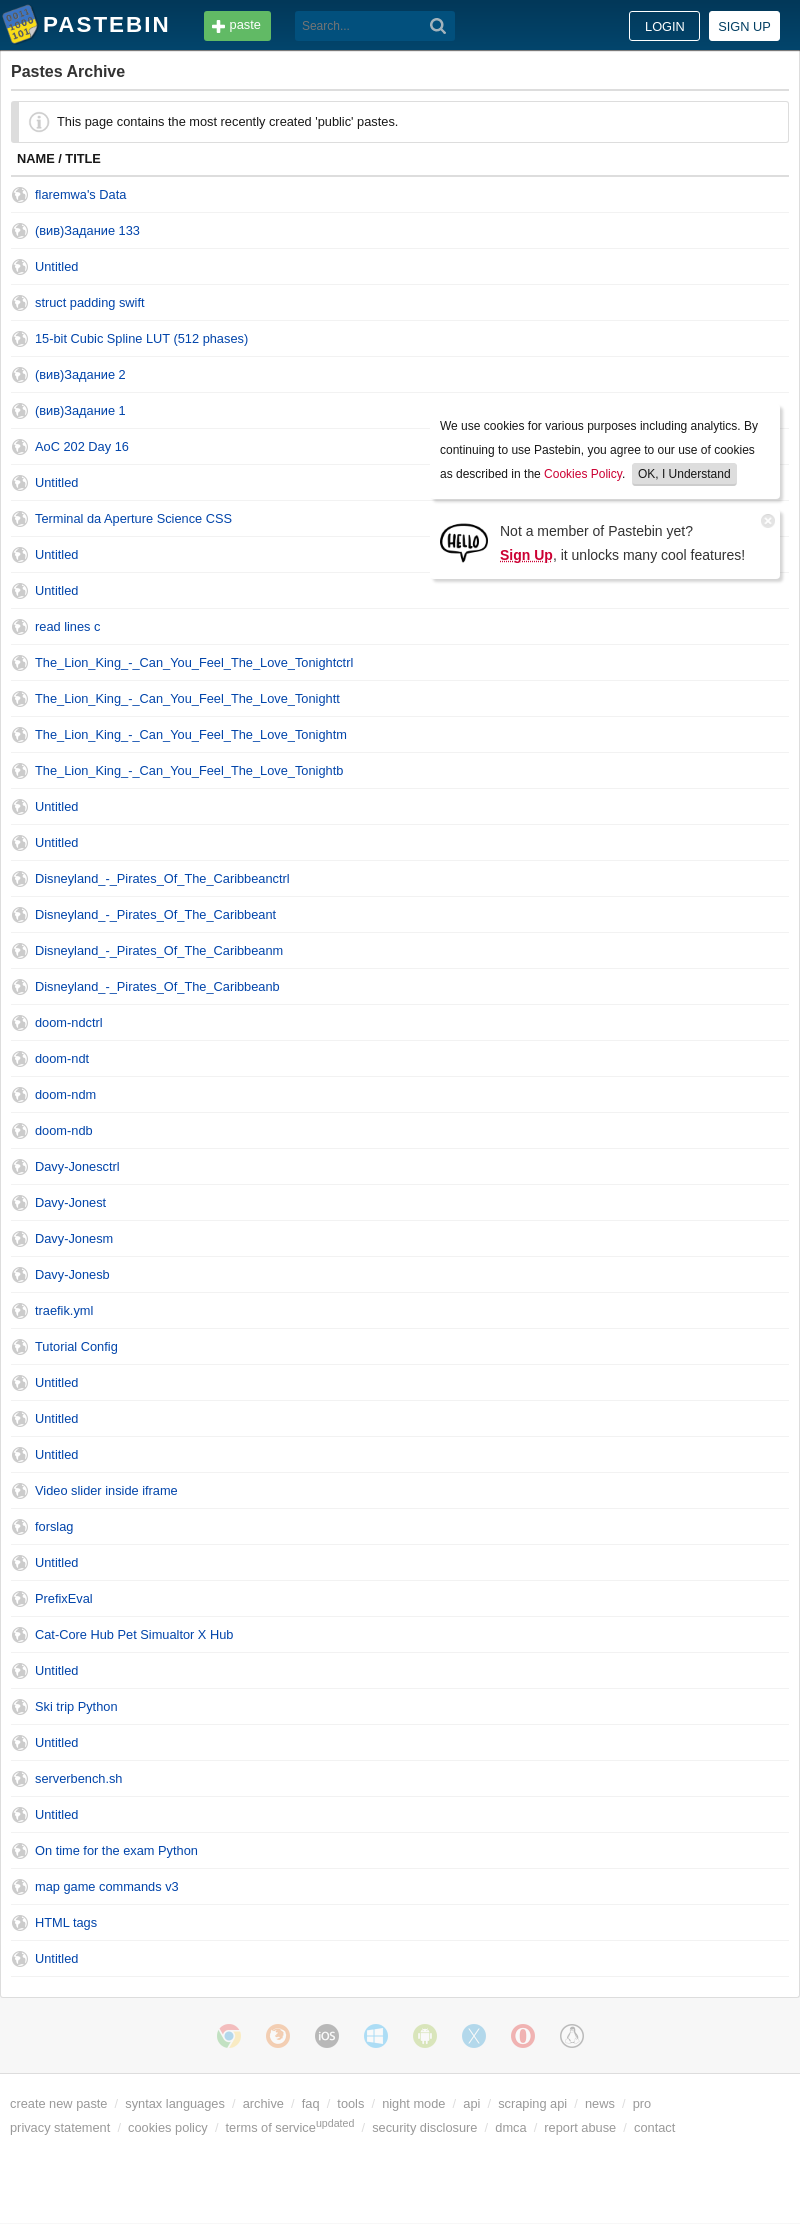 PASTEBIN
paste
Search...
LOGIN
SIGN UP
Pastes Archive
This page contains the most recently created 'public' pastes.
NAME / TITLE
flaremwa's Data
(вив)Задание 133
Untitled
struct padding swift
15-bit Cubic Spline LUT (512 phases)
(вив)Задание 2
(вив)Задание 1
AoC 202 Day 16
Untitled
Terminal da Aperture Science CSS
Untitled
Untitled
We use cookies for various purposes including analytics. By
continuing to use Pastebin, you agree to our use of cookies
as described in the Cookies Policy. OK, I Understand
HELLO
Not a member of Pastebin yet?
Sign Up, it unlocks many cool features!
read lines c
The_Lion_King_-_Can_You_Feel_The_Love_Tonightctrl
The_Lion_King_-_Can_You_Feel_The_Love_Tonightt
The_Lion_King_-_Can_You_Feel_The_Love_Tonightm
The_Lion_King_-_Can_You_Feel_The_Love_Tonightb
Untitled
Untitled
Disneyland_-_Pirates_Of_The_Caribbeanctrl
Disneyland_-_Pirates_Of_The_Caribbeant
Disneyland_-_Pirates_Of_The_Caribbeanm
Disneyland_-_Pirates_Of_The_Caribbeanb
doom-ndctrl
doom-ndt
doom-ndm
doom-ndb
Davy-Jonesctrl
Davy-Jonest
Davy-Jonesm
Davy-Jonesb
traefik.yml
Tutorial Config
Untitled
Untitled
Untitled
Video slider inside iframe
forslag
Untitled
PrefixEval
Cat-Core Hub Pet Simualtor X Hub
Untitled
Ski trip Python
Untitled
serverbench.sh
Untitled
On time for the exam Python
map game commands v3
HTML tags
Untitled
iOS
create new paste / syntax languages / archive / faq / tools / night mode / api / scraping api / news / pro
privacy statement / cookies policy / terms of serviceupdated / security disclosure / dmca / report abuse / contact